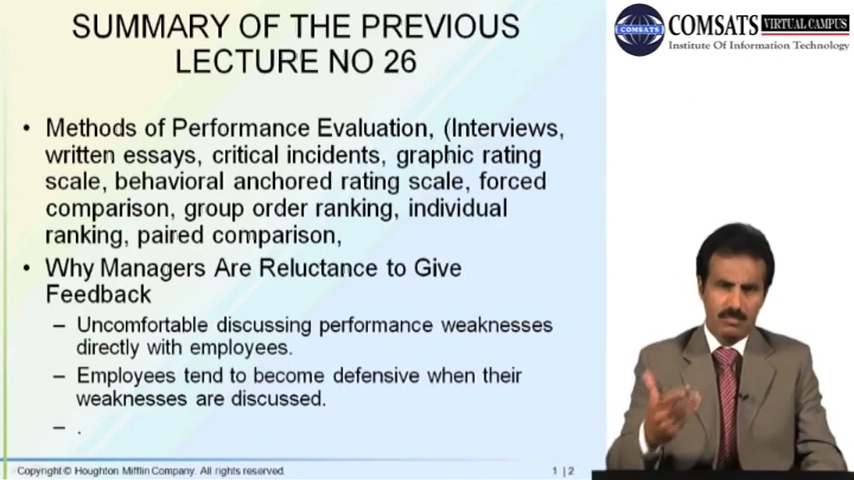 SUMMARY OF THE PREVIOUS
LECTURE NO 26
COMSATS VIRTUAL CAMPUS
Institute Of Information Technology
COMSATS
• Methods of Performance Evaluation, (Interviews,
written essays, critical incidents, graphic rating
scale, behavioral anchored rating scale, forced
comparison, group order ranking, individual
ranking, paired comparison,
• Why Managers Are Reluctance to Give
Feedback
– Uncomfortable discussing performance weaknesses
directly with employees.
– Employees tend to become defensive when their
weaknesses are discussed.
– .
Copyright © Houghton Mifflin Company. All rights reserved.
1 | 2